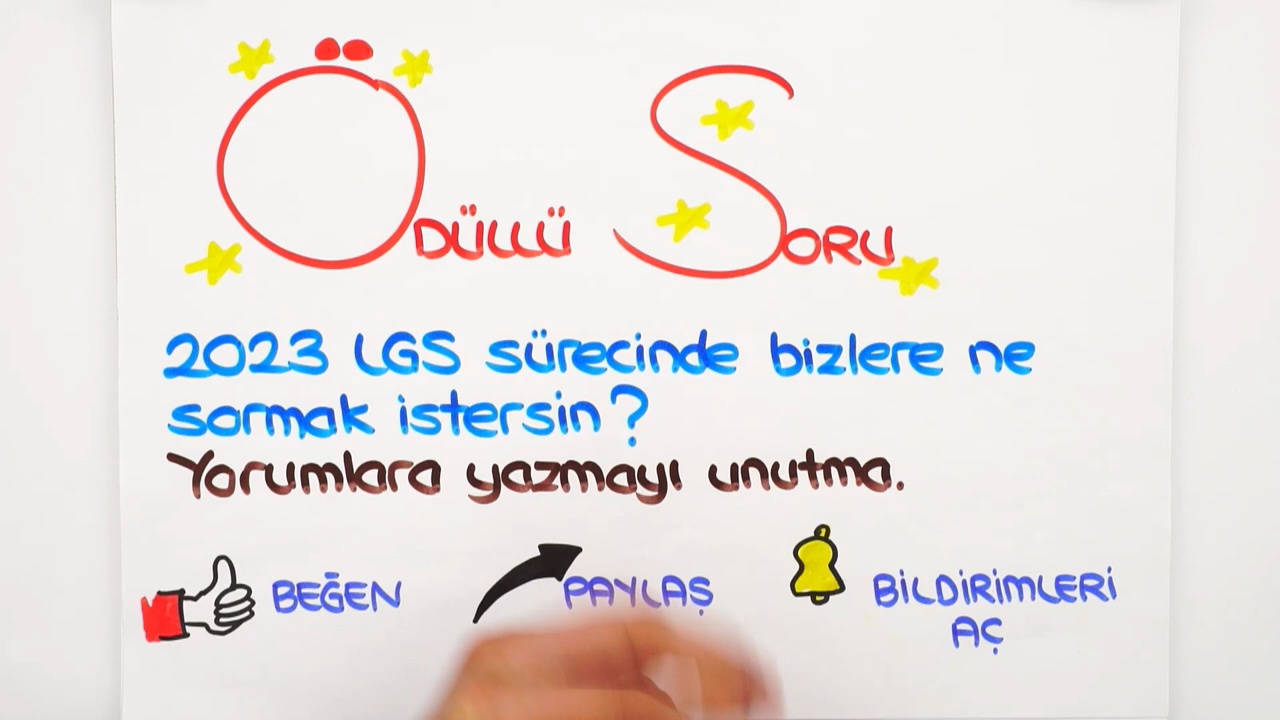 ÖDÜLLÜ SORU
2023 LGS sürecinde bizlere ne
sormak istersin?
Yorumlara yazmayı unutma.
BEĞEN PAYLAŞ BİLDİRİMLERİ
AÇ